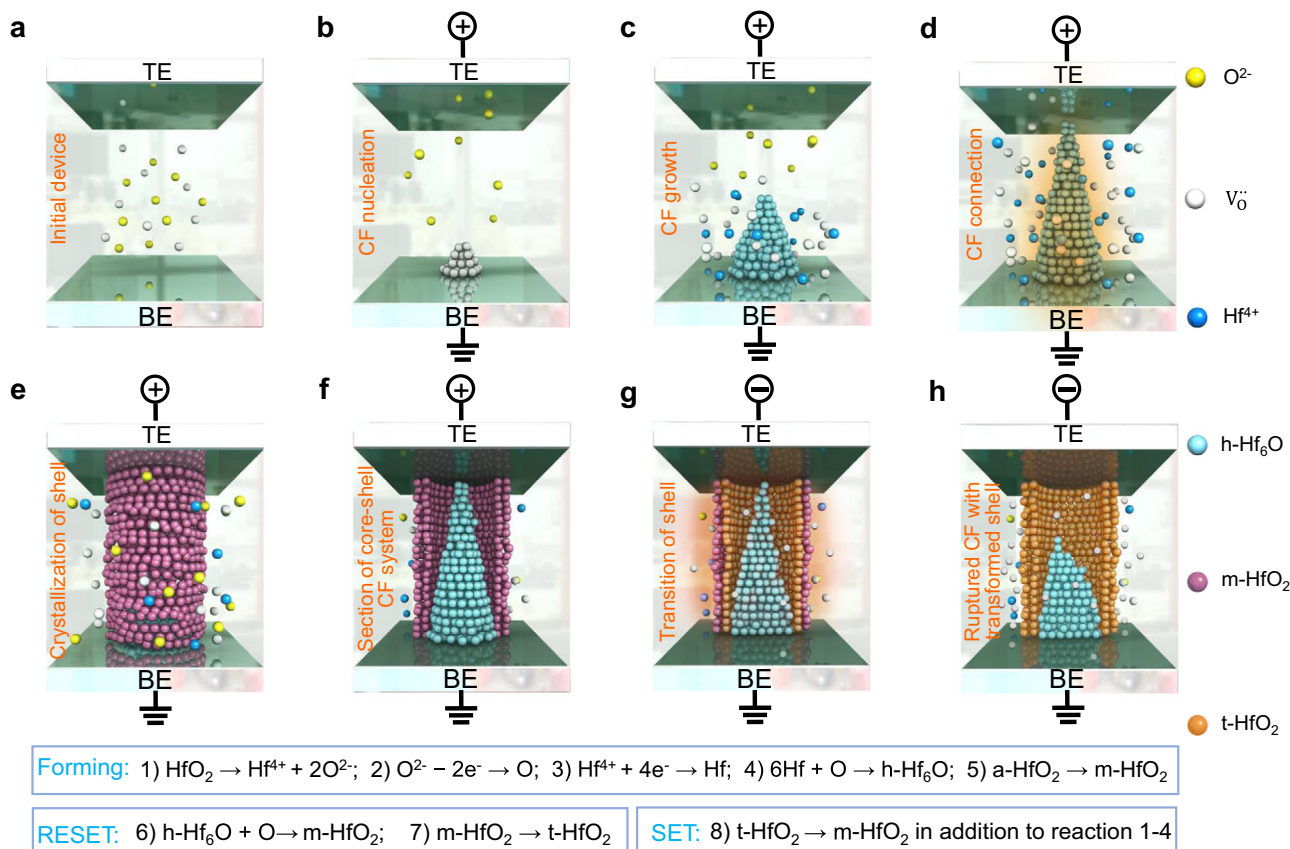 a
b
c
d
+
+
+
TE
TE
TE
TE
Initial device
CF nucleation
CF growth
CF connection
BE
BE
BE
BE
O²⁻
V_Ö
Hf⁴⁺
e
f
g
h
+
+
−
−
TE
TE
TE
TE
Crystallization of shell
Section of core-shell
CF system
Transition of shell
Ruptured CF with
transformed shell
BE
BE
BE
BE
h-Hf₆O
m-HfO₂
t-HfO₂
Forming: 1) HfO₂ → Hf⁴⁺ + 2O²⁻; 2) O²⁻ − 2e⁻ → O; 3) Hf⁴⁺ + 4e⁻ → Hf; 4) 6Hf + O → h-Hf₆O; 5) a-HfO₂ → m-HfO₂
RESET: 6) h-Hf₆O + O→ m-HfO₂; 7) m-HfO₂ → t-HfO₂
SET: 8) t-HfO₂ → m-HfO₂ in addition to reaction 1-4